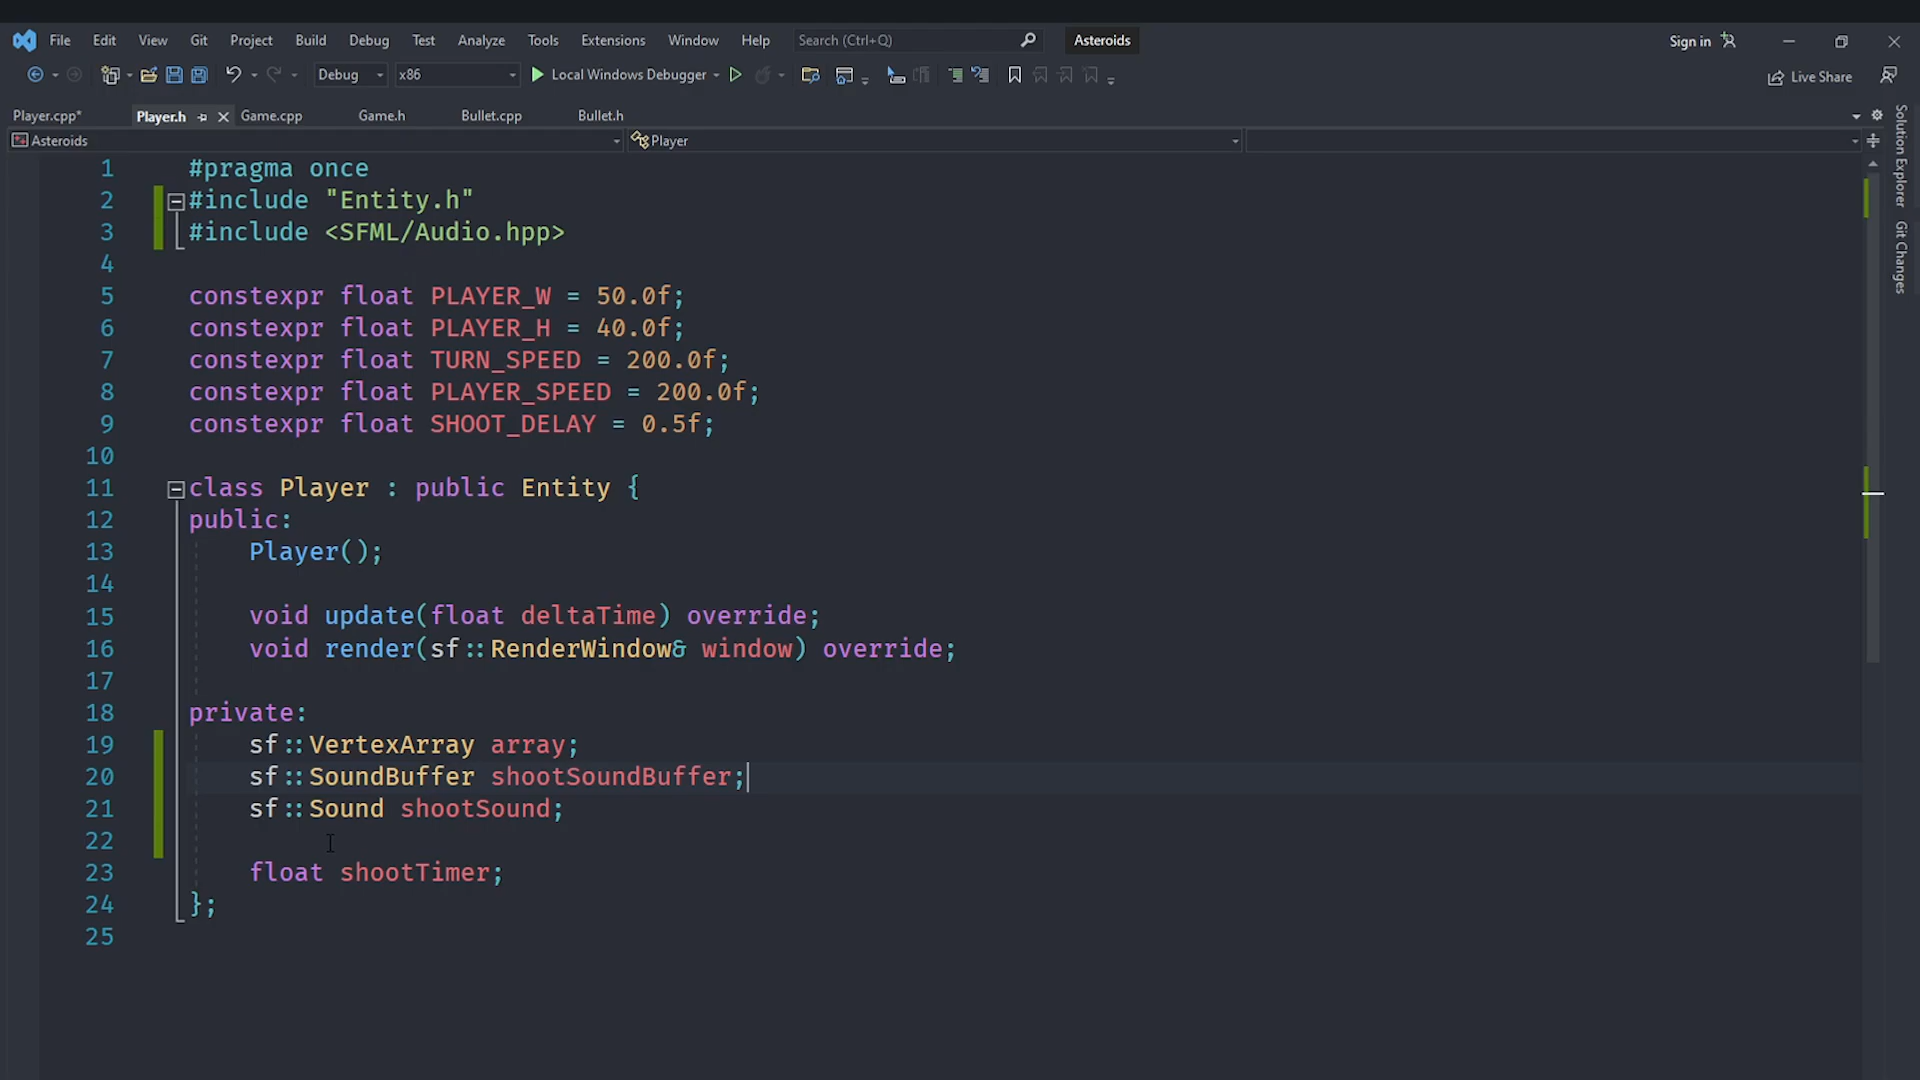 File Edit View Git Project Build Debug Test Analyze Tools Extensions Window Help Search (Ctrl+Q) Asteroids Sign in
Debug x86 Local Windows Debugger Live Share
Player.cpp* Player.h Game.cpp Game.h Bullet.cpp Bullet.h
Asteroids Player
Solution Explorer
Git Changes
1 #pragma once
2 #include "Entity.h"
3 #include <SFML/Audio.hpp>
4
5 constexpr float PLAYER_W = 50.0f;
6 constexpr float PLAYER_H = 40.0f;
7 constexpr float TURN_SPEED = 200.0f;
8 constexpr float PLAYER_SPEED = 200.0f;
9 constexpr float SHOOT_DELAY = 0.5f;
10
11 class Player : public Entity {
12 public:
13 Player();
14
15 void update(float deltaTime) override;
16 void render(sf::RenderWindow& window) override;
17
18 private:
19 sf::VertexArray array;
20 sf::SoundBuffer shootSoundBuffer;
21 sf::Sound shootSound;
22
23 float shootTimer;
24 };
25